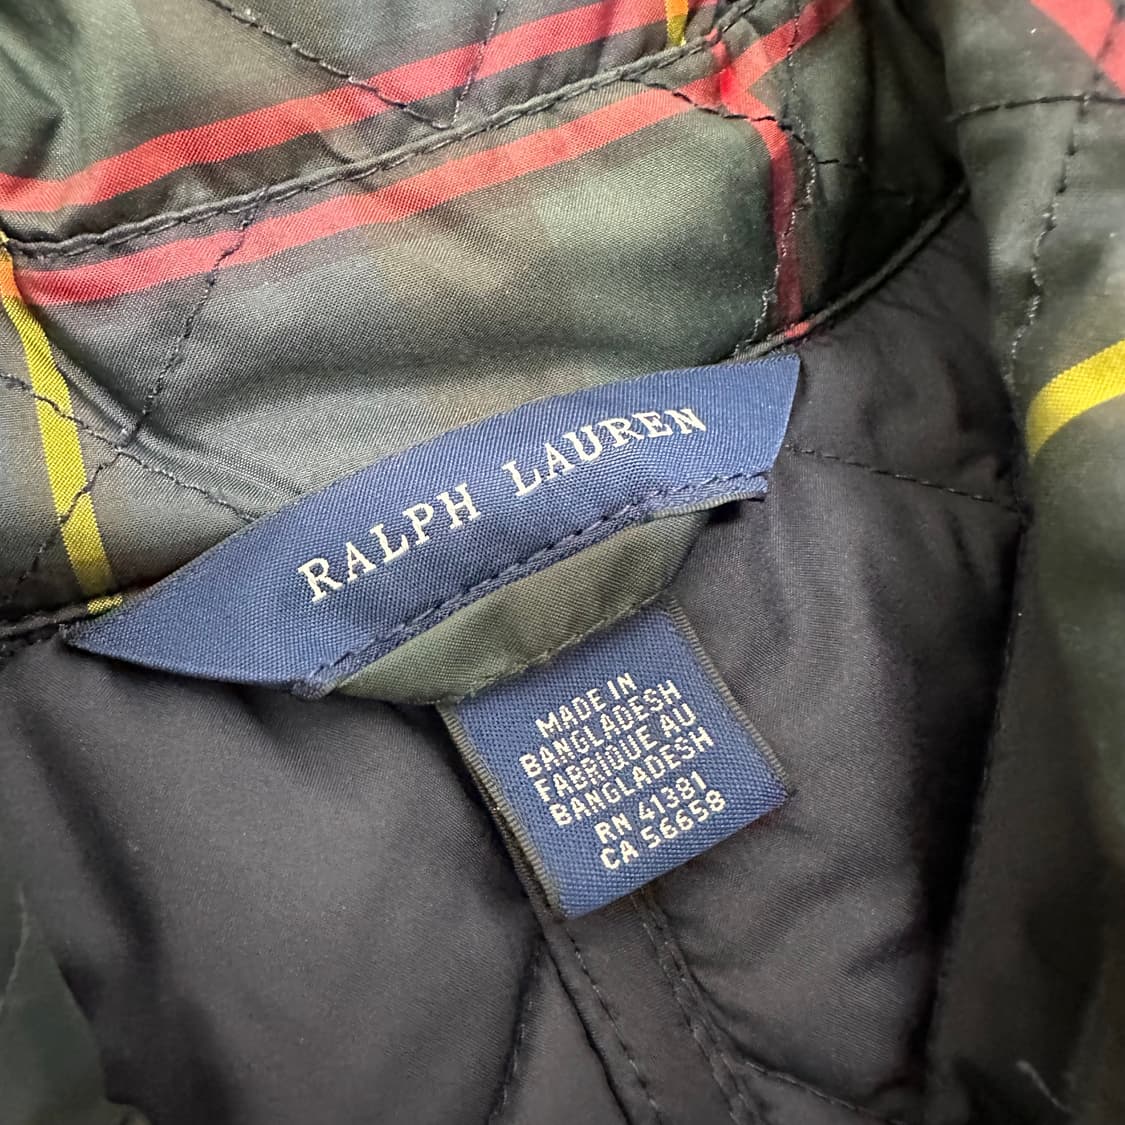 RALPH LAUREN
MADE IN
BANGLADESH
FABRIQUE AU
BANGLADESH
RN 41381
CA 56658